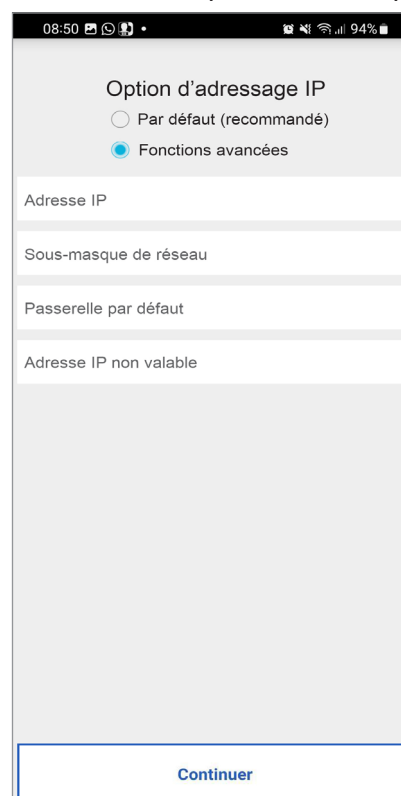 08:50
94%
Option d'adressage IP
Par défaut (recommandé)
Fonctions avancées
Adresse IP
Sous-masque de réseau
Passerelle par défaut
Adresse IP non valable
Continuer